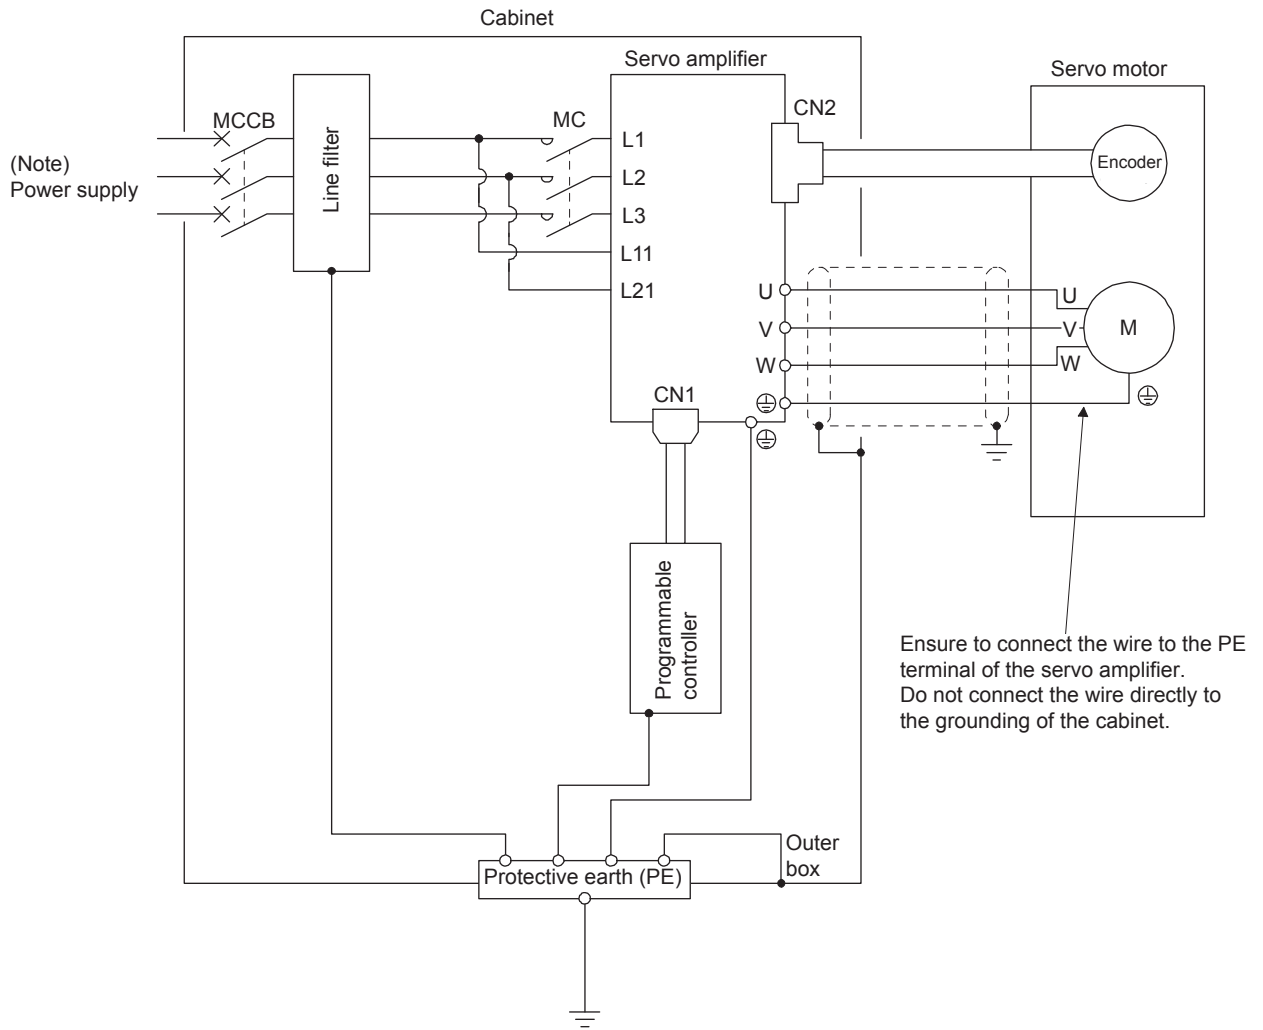 Cabinet
Servo amplifier
Servo motor
CN2
MCCB
MC
L1
(Note)
Power supply
Line filter
Encoder
L2
L3
L11
L21
U
U
V
V
M
W
W
CN1
Programmable
controller
Ensure to connect the wire to the PE
terminal of the servo amplifier.
Do not connect the wire directly to
the grounding of the cabinet.
Outer
box
Protective earth (PE)